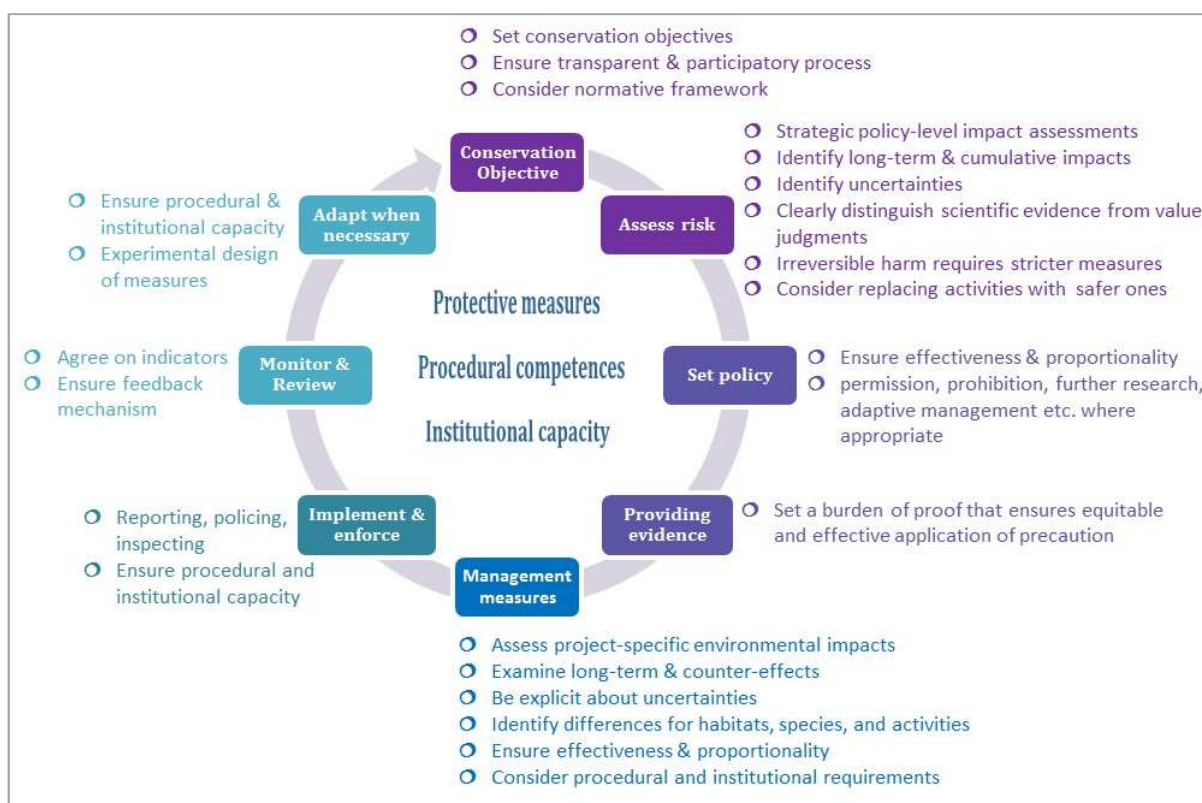 Set conservation objectives
Ensure transparent & participatory process
Consider normative framework
Conservation
Objective
Strategic policy-level impact assessments
Identify long-term & cumulative impacts
Identify uncertainties
Clearly distinguish scientific evidence from value
judgments
Irreversible harm requires stricter measures
Consider replacing activities with safer ones
Assess risk
Ensure effectiveness & proportionality
permission, prohibition, further research,
adaptive management etc. where
appropriate
Set policy
Set a burden of proof that ensures equitable
and effective application of precaution
Providing
evidence
Management
measures
Assess project-specific environmental impacts
Examine long-term & counter-effects
Be explicit about uncertainties
Identify differences for habitats, species, and activities
Ensure effectiveness & proportionality
Consider procedural and institutional requirements
Implement &
enforce
Reporting, policing,
inspecting
Ensure procedural and
institutional capacity
Monitor &
Review
Agree on indicators
Ensure feedback
mechanism
Adapt when
necessary
Ensure procedural &
institutional capacity
Experimental design
of measures
Protective measures
Procedural competences
Institutional capacity